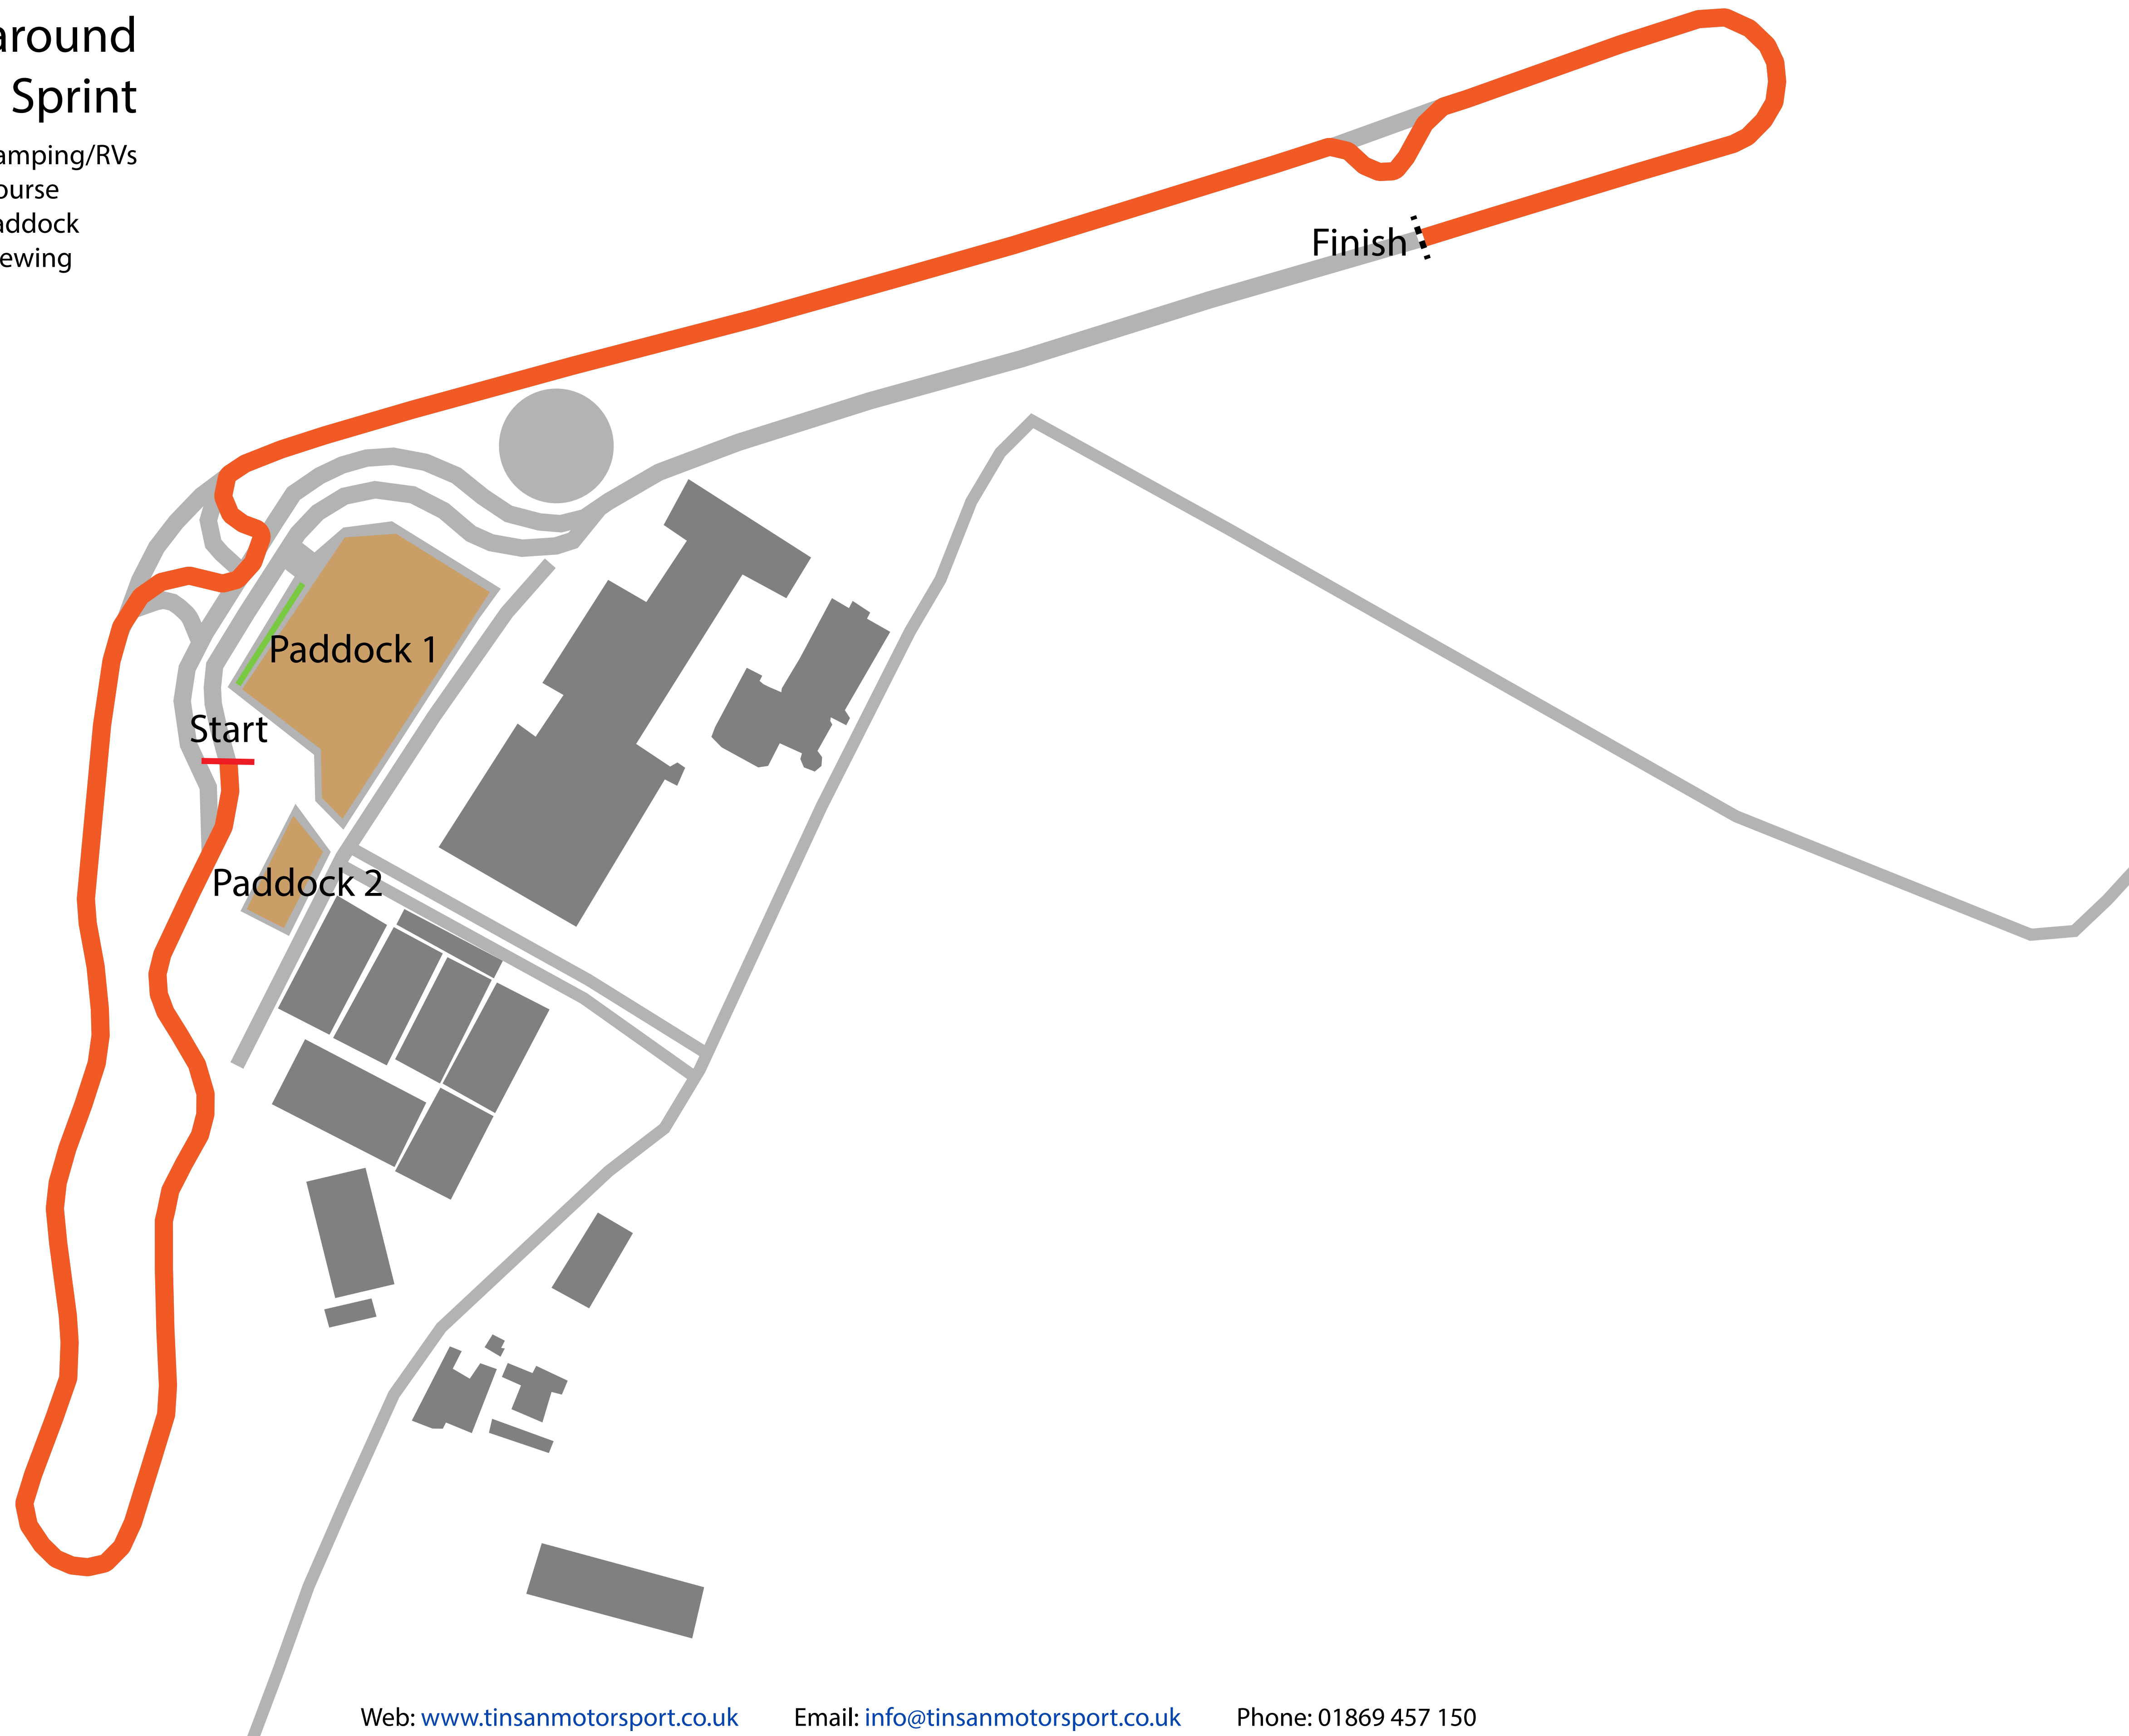 around
Sprint
amping/RVs
ourse
addock
ewing
Finish
Paddock 1
Start
Paddock 2
Web: www.tinsanmotorsport.co.uk Email: info@tinsanmotorsport.co.uk Phone: 01869 457 150